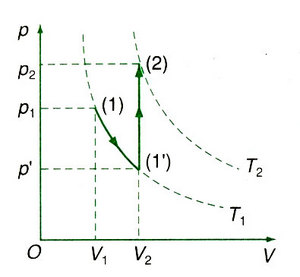 p
p₂
(2)
p₁
(1)
p'
(1')
T₂
T₁
O
V₁
V₂
V